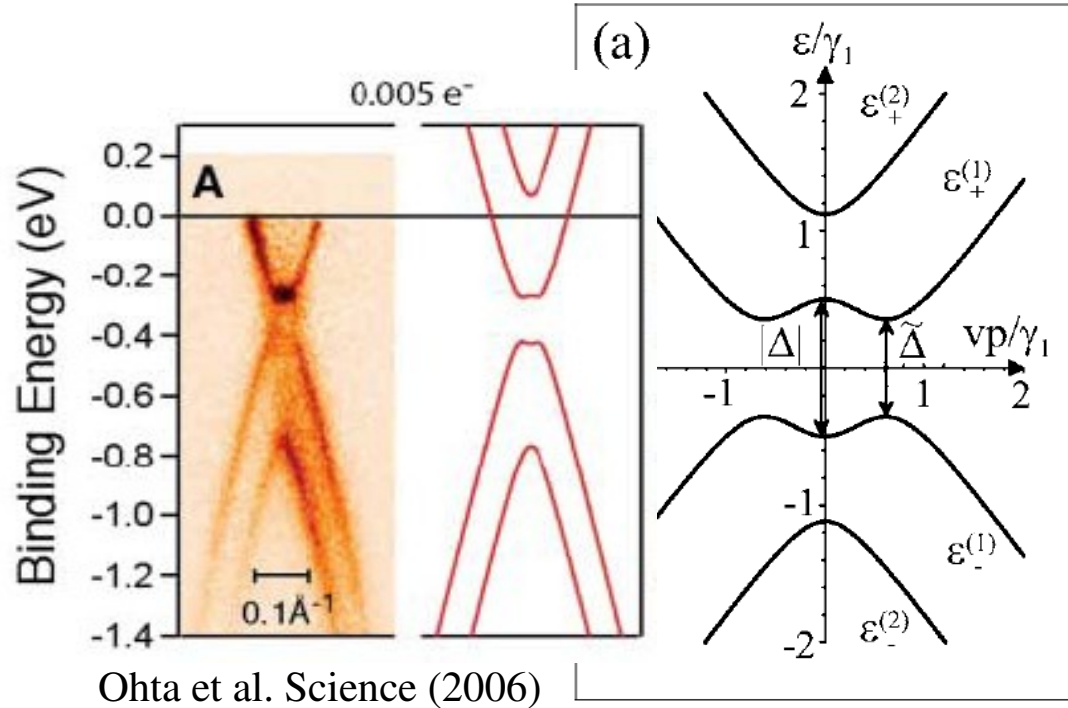 0.005 e⁻
A
Binding Energy (eV)
0.2
0.0
-0.2
-0.4
-0.6
-0.8
-1.0
-1.2
-1.4
0.1Å⁻¹
Ohta et al. Science (2006)
(a)
ε/γ₁
2
ε₊⁽²⁾
ε₊⁽¹⁾
1
|Δ|
Δ̃
vp/γ₁
-1
1
2
-1
ε₋⁽¹⁾
ε₋⁽²⁾
-2